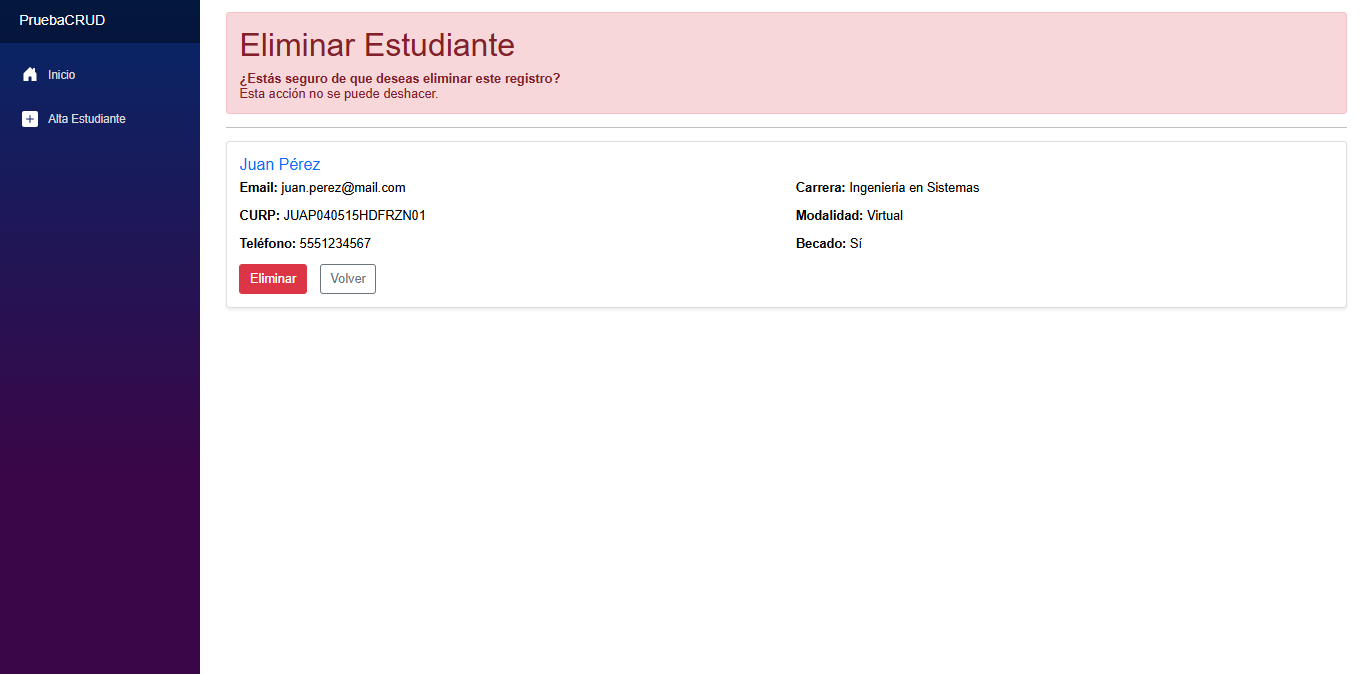 PruebaCRUD
Inicio
Alta Estudiante
Eliminar Estudiante
¿Estás seguro de que deseas eliminar este registro?
Esta acción no se puede deshacer.
Juan Pérez
Email: juan.perez@mail.com
Carrera: Ingenieria en Sistemas
CURP: JUAP040515HDFRZN01
Modalidad: Virtual
Teléfono: 5551234567
Becado: Sí
Eliminar
Volver